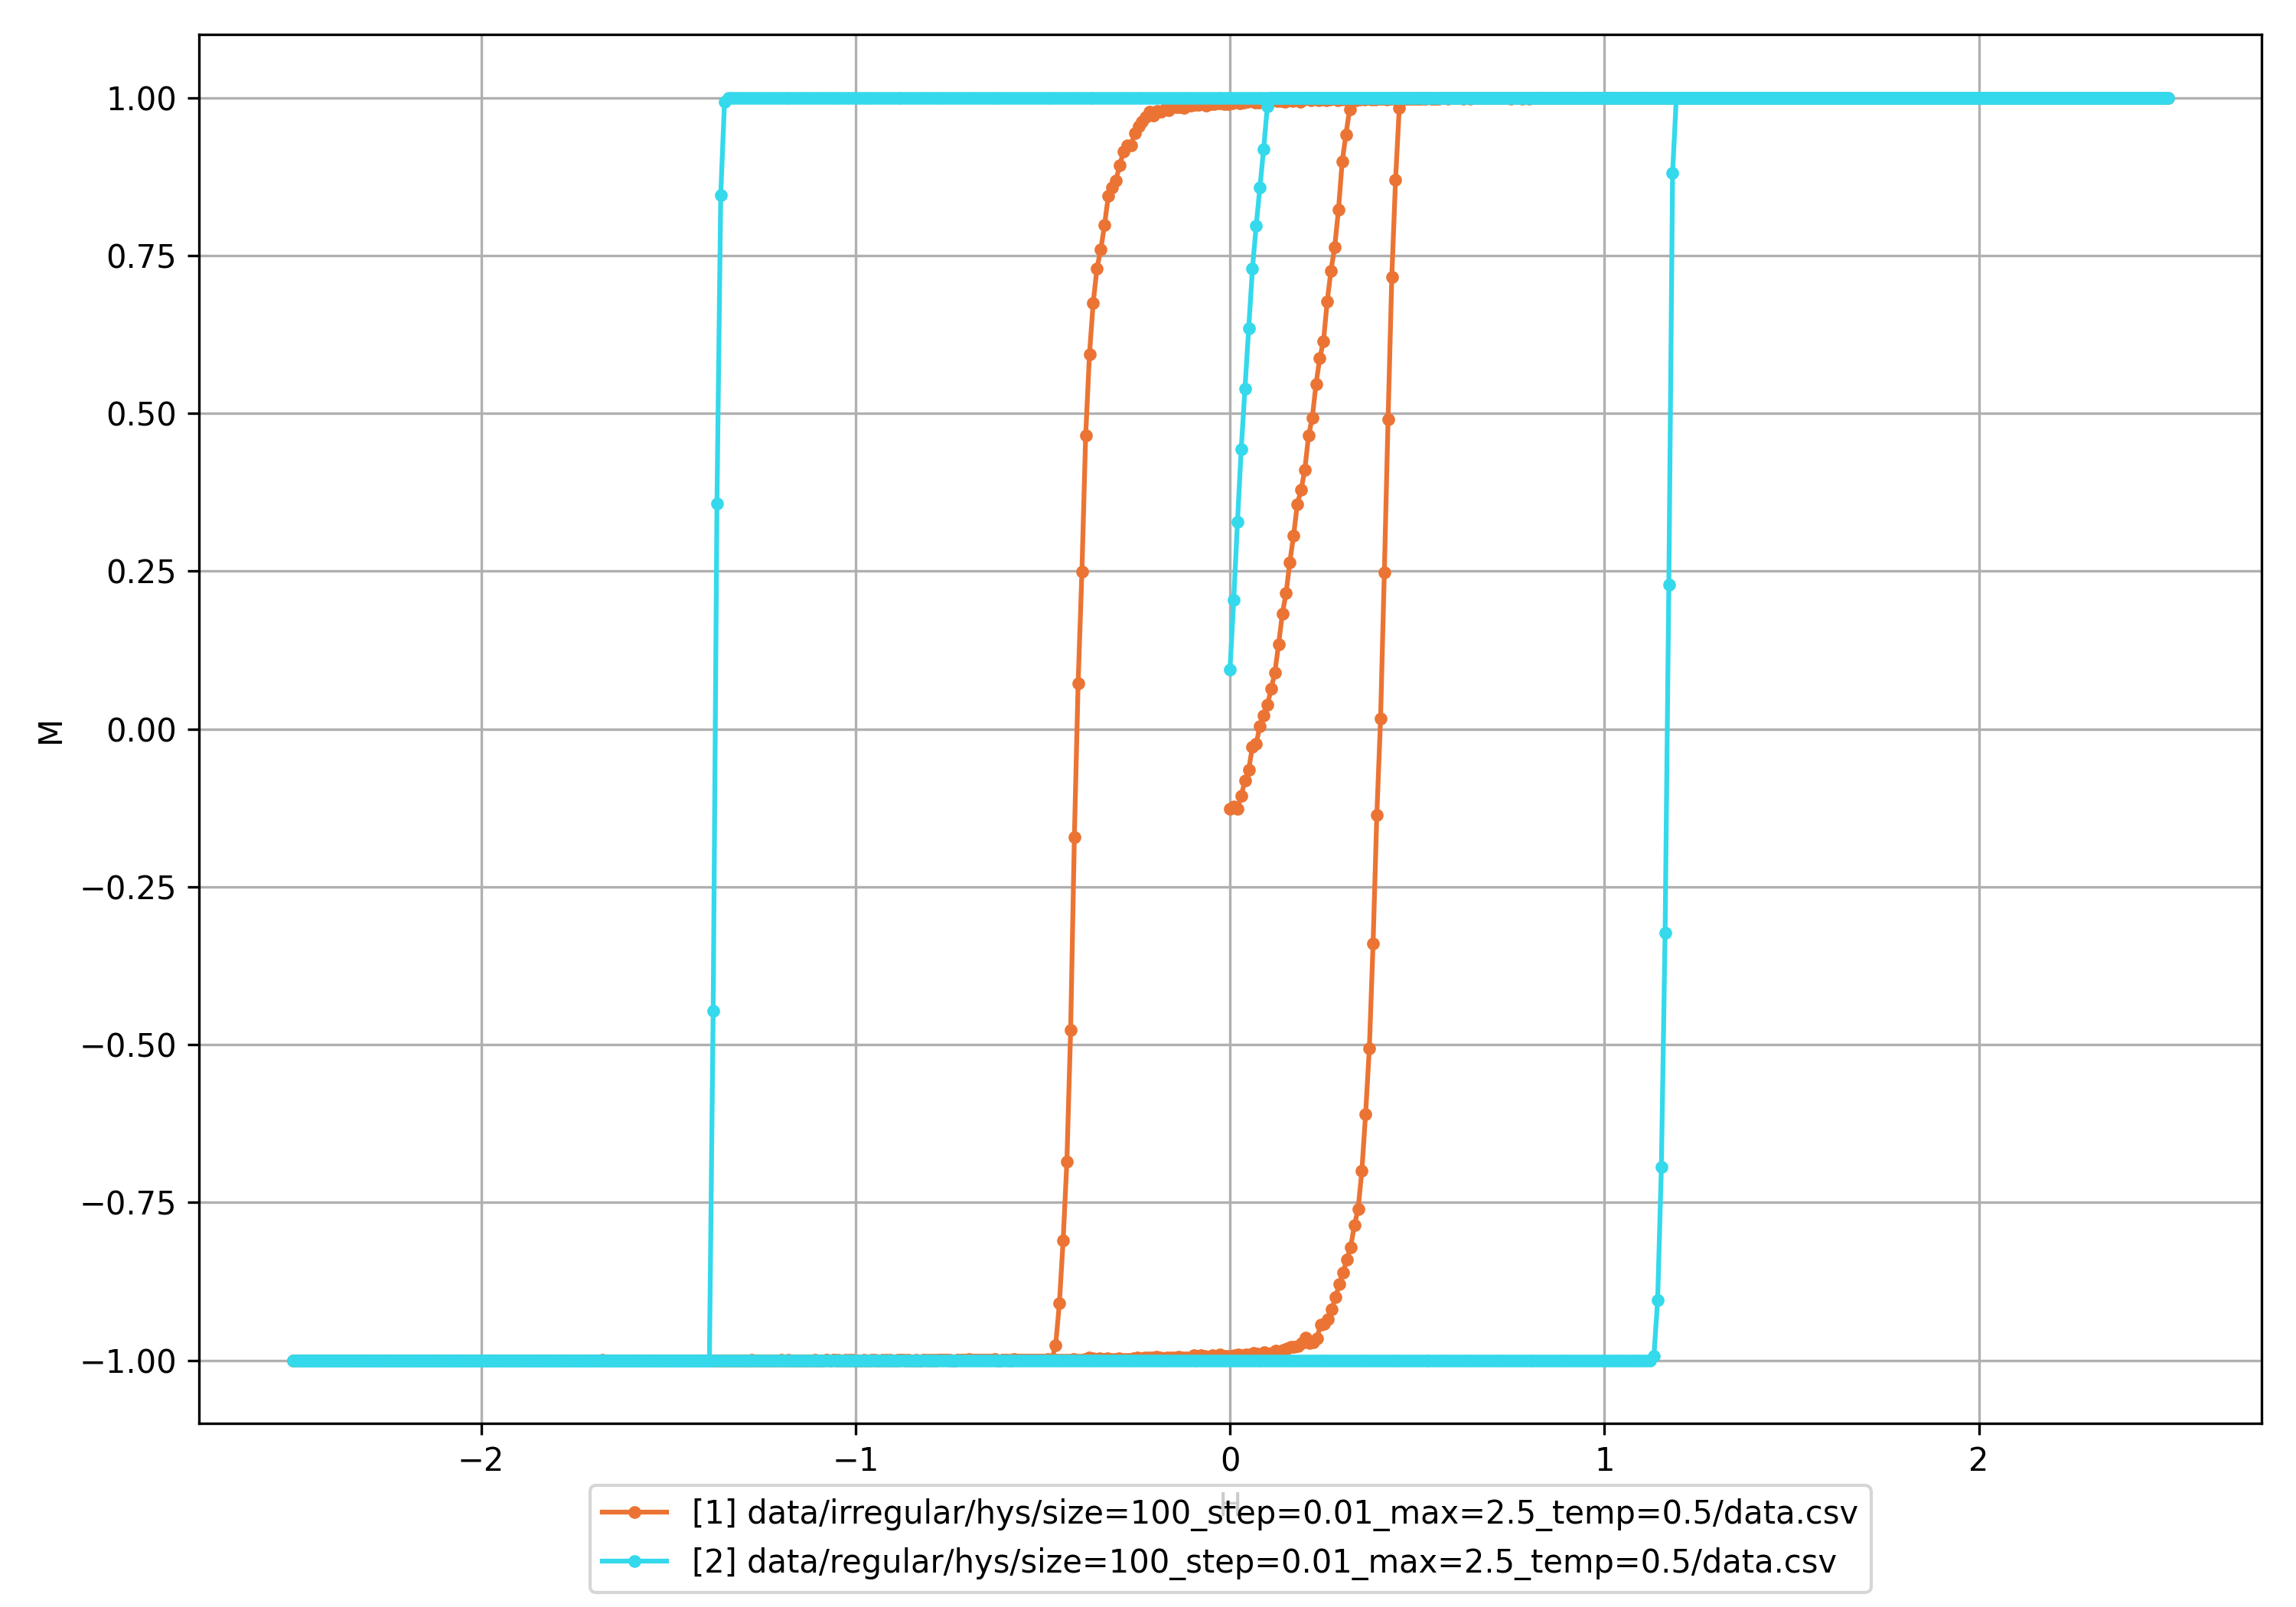 1.00
0.75
0.50
0.25
0.00
−0.25
−0.50
−0.75
−1.00
M
−2 −1 0 1 2
H
[1] data/irregular/hys/size=100_step=0.01_max=2.5_temp=0.5/data.csv
[2] data/regular/hys/size=100_step=0.01_max=2.5_temp=0.5/data.csv